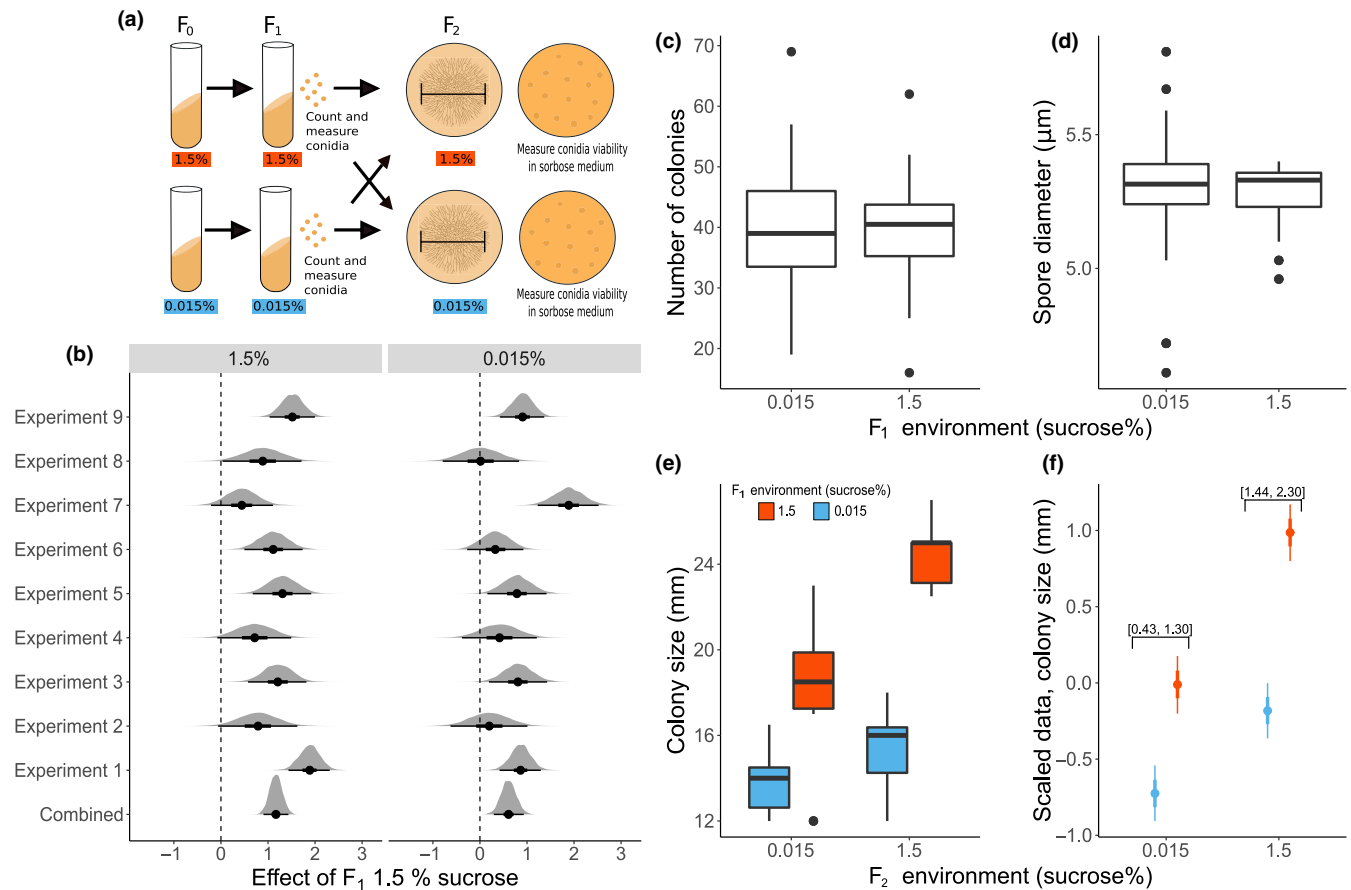 (a)
F0 F1 F2
Count and
measure
conidia
1.5% 1.5% 1.5%
Measure conidia viability
in sorbose medium
Count and
measure
conidia
0.015% 0.015% 0.015%
Measure conidia viability
in sorbose medium
(b)
1.5% 0.015%
Experiment 9
Experiment 8
Experiment 7
Experiment 6
Experiment 5
Experiment 4
Experiment 3
Experiment 2
Experiment 1
Combined
−1 0 1 2 3 −1 0 1 2 3
Effect of F1 1.5 % sucrose
(c)
Number of colonies
70
60
50
40
30
20
0.015 1.5
(d)
Spore diameter (µm)
5.5
5.0
0.015 1.5
F1 environment (sucrose%)
(e)
F1 environment (sucrose%)
1.5 0.015
Colony size (mm)
24
20
16
12
0.015 1.5
(f)
Scaled data, colony size (mm)
1.0
0.5
0.0
−0.5
−1.0
[1.44, 2.30]
[0.43, 1.30]
0.015 1.5
F2 environment (sucrose%)